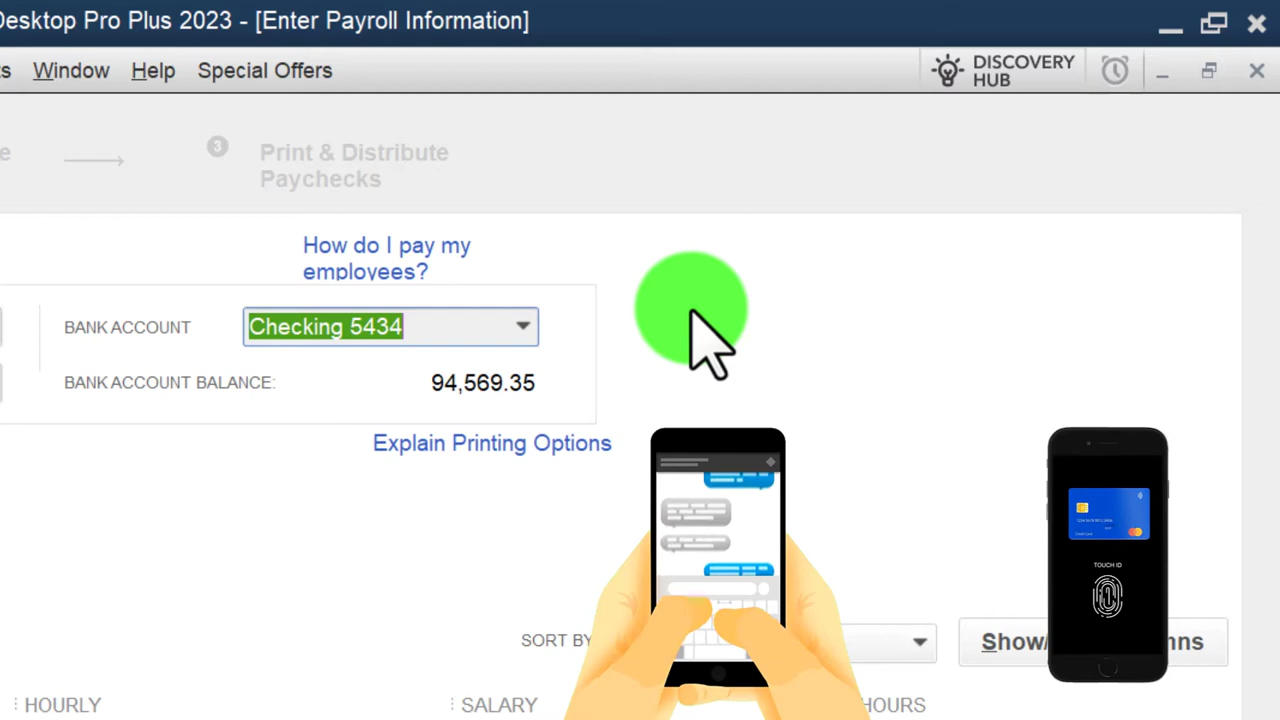 Desktop Pro Plus 2023 - [Enter Payroll Information]
Window Help Special Offers
DISCOVERY
HUB
3
Print & Distribute
Paychecks
How do I pay my
employees?
BANK ACCOUNT
Checking 5434
BANK ACCOUNT BALANCE:
94,569.35
Explain Printing Options
TOUCH ID
SORT BY
HOURLY
SALARY
HOURS